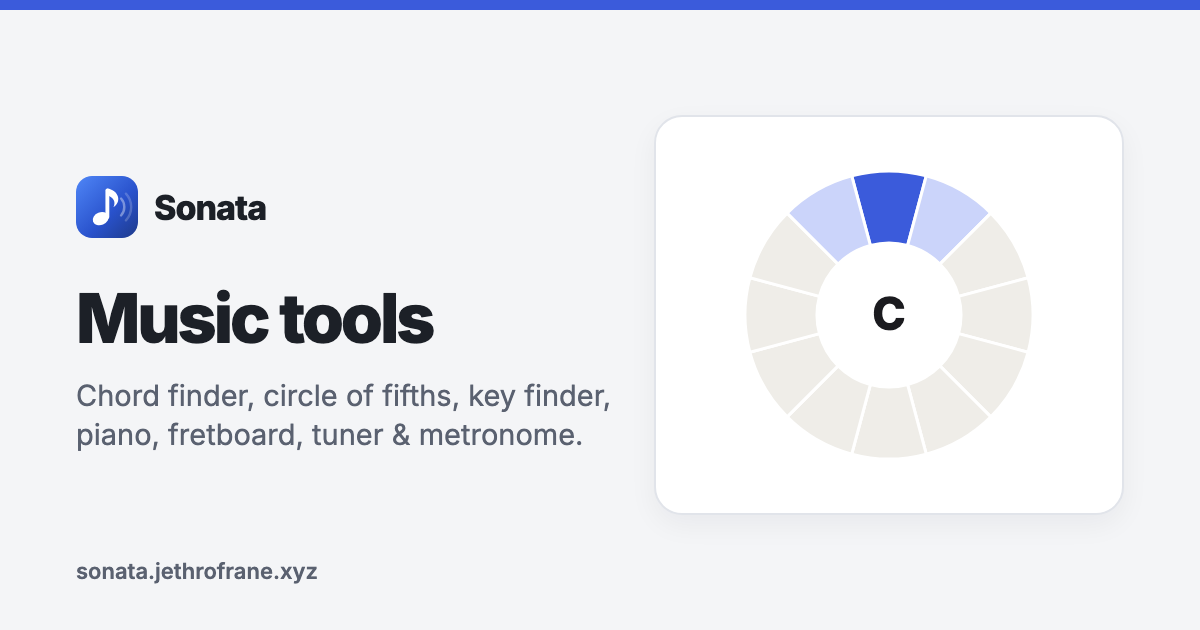 Sonata
Music tools
Chord finder, circle of fifths, key finder,
piano, fretboard, tuner & metronome.
sonata.jethrofrane.xyz
C